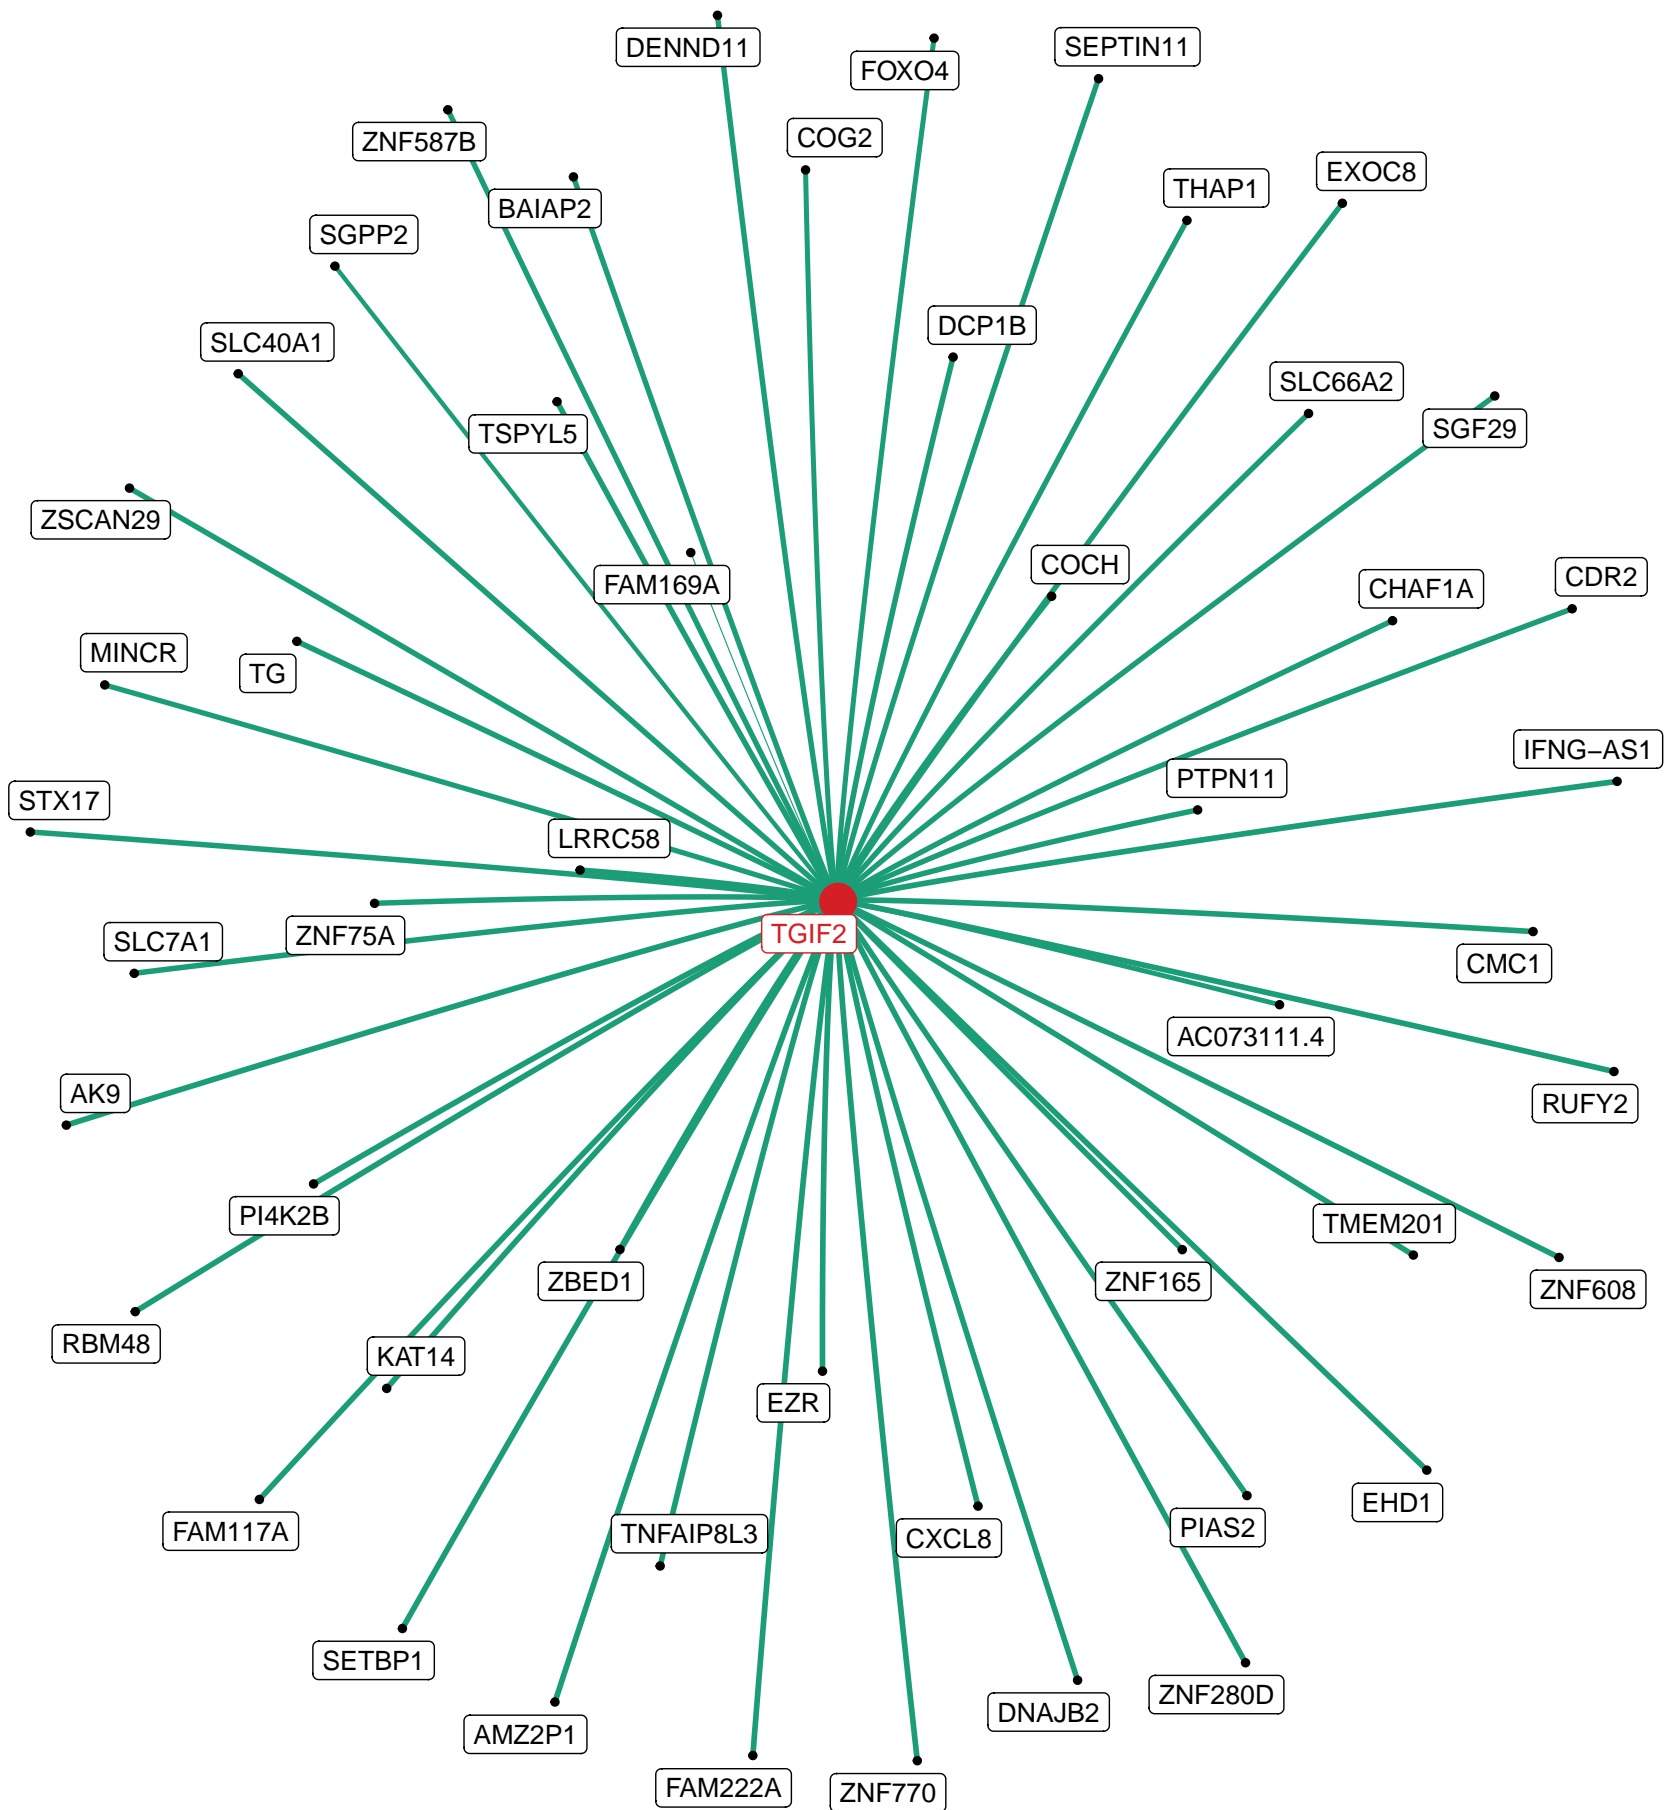 DENND11
SEPTIN11
FOXO4
COG2
ZNF587B
EXOC8
THAP1
BAIAP2
SGPP2
DCP1B
SLC40A1
SLC66A2
SGF29
TSPYL5
ZSCAN29
COCH
CDR2
FAM169A
CHAF1A
MINCR
TG
IFNG–AS1
PTPN11
STX17
LRRC58
TGIF2
ZNF75A
SLC7A1
CMC1
AC073111.4
AK9
RUFY2
PI4K2B
TMEM201
ZBED1
ZNF165
ZNF608
RBM48
KAT14
EZR
EHD1
PIAS2
FAM117A
TNFAIP8L3
CXCL8
SETBP1
ZNF280D
DNAJB2
AMZ2P1
FAM222A
ZNF770